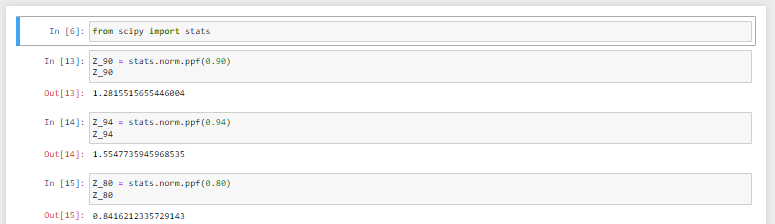 In [6]: from scipy import stats
In [13]: Z_90 = stats.norm.ppf(0.90)
Z_90
Out[13]: 1.2815515655446004
In [14]: Z_94 = stats.norm.ppf(0.94)
Z_94
Out[14]: 1.5547735945968535
In [15]: Z_80 = stats.norm.ppf(0.80)
Z_80
Out[15]: 0.8416212335729143